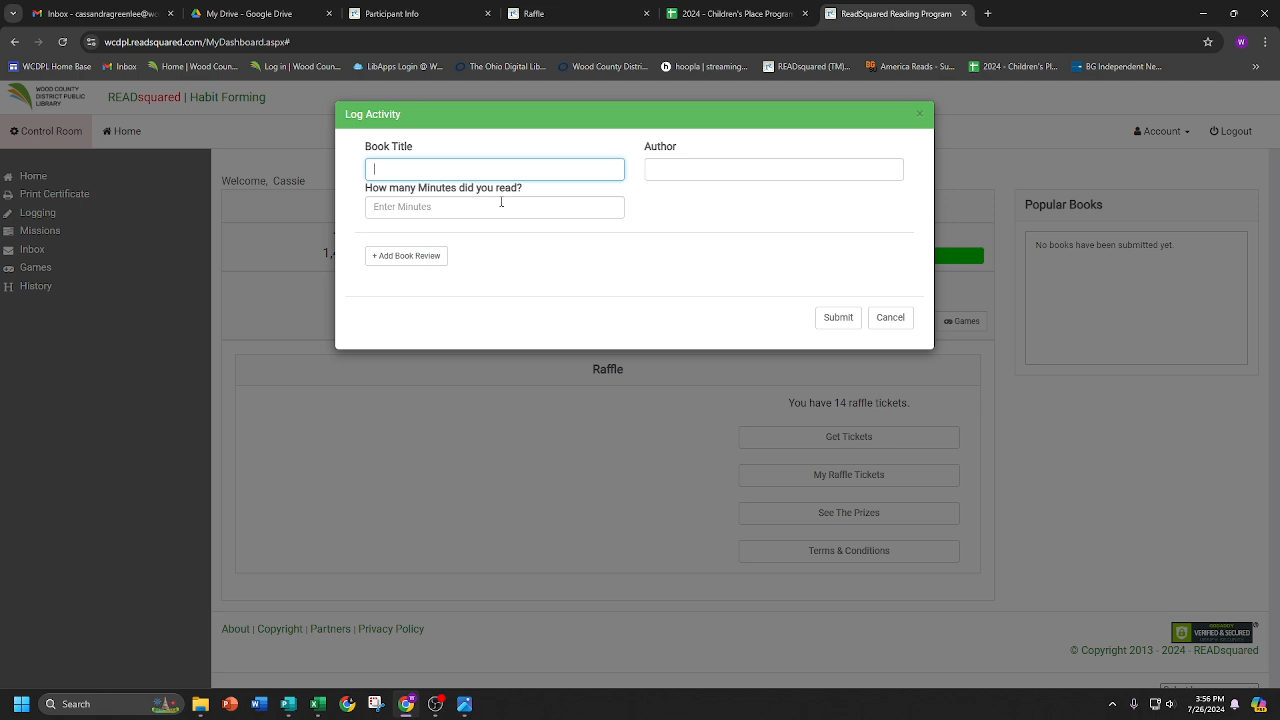 cassandragreenlee@wc
My Drive - Google Drive
Participant Info
Raffle
2024 - Children's Place Program
READsquared Reading Program
wcdpl.readsquared.com/MyDashboard.aspx#
W
WCDPL Home Base
Inbox
Home | Wood Coun...
Log in | Wood Coun...
LibApps Login @ W...
The Ohio Digital Lib...
Wood County Distri...
hoopla | streaming...
READsquared (TM)...
America Reads - Su...
2024 - Children's Pl...
BG Independent Ne...
WOOD COUNTY
DISTRICT PUBLIC
LIBRARY
READsquared | Habit Forming
Control Room
Home
Account
Logout
Home
Print Certificate
Logging
Missions
Inbox
Games
History
Welcome, Cassie
Log Activity
×
Book Title
Author
How many Minutes did you read?
Enter Minutes
+ Add Book Review
Submit
Cancel
Games
Popular Books
No books have been submitted yet.
Raffle
You have 14 raffle tickets.
Get Tickets
My Raffle Tickets
See The Prizes
Terms & Conditions
About | Copyright | Partners | Privacy Policy
GODADDY
VERIFIED & SECURED
© Copyright 2013 - 2024 - READsquared
Search
3:56 PM
7/26/2024